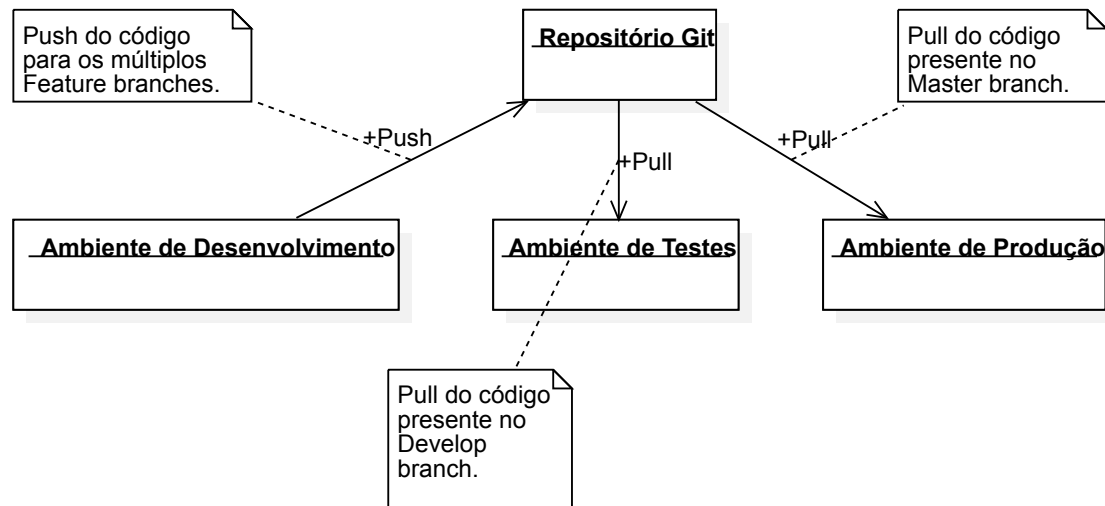 Push do código
para os múltiplos
Feature branches.
Repositório Git
Pull do código
presente no
Master branch.
+Push
+Pull
+Pull
Ambiente de Desenvolvimento
Ambiente de Testes
Ambiente de Produção
Pull do código
presente no
Develop
branch.